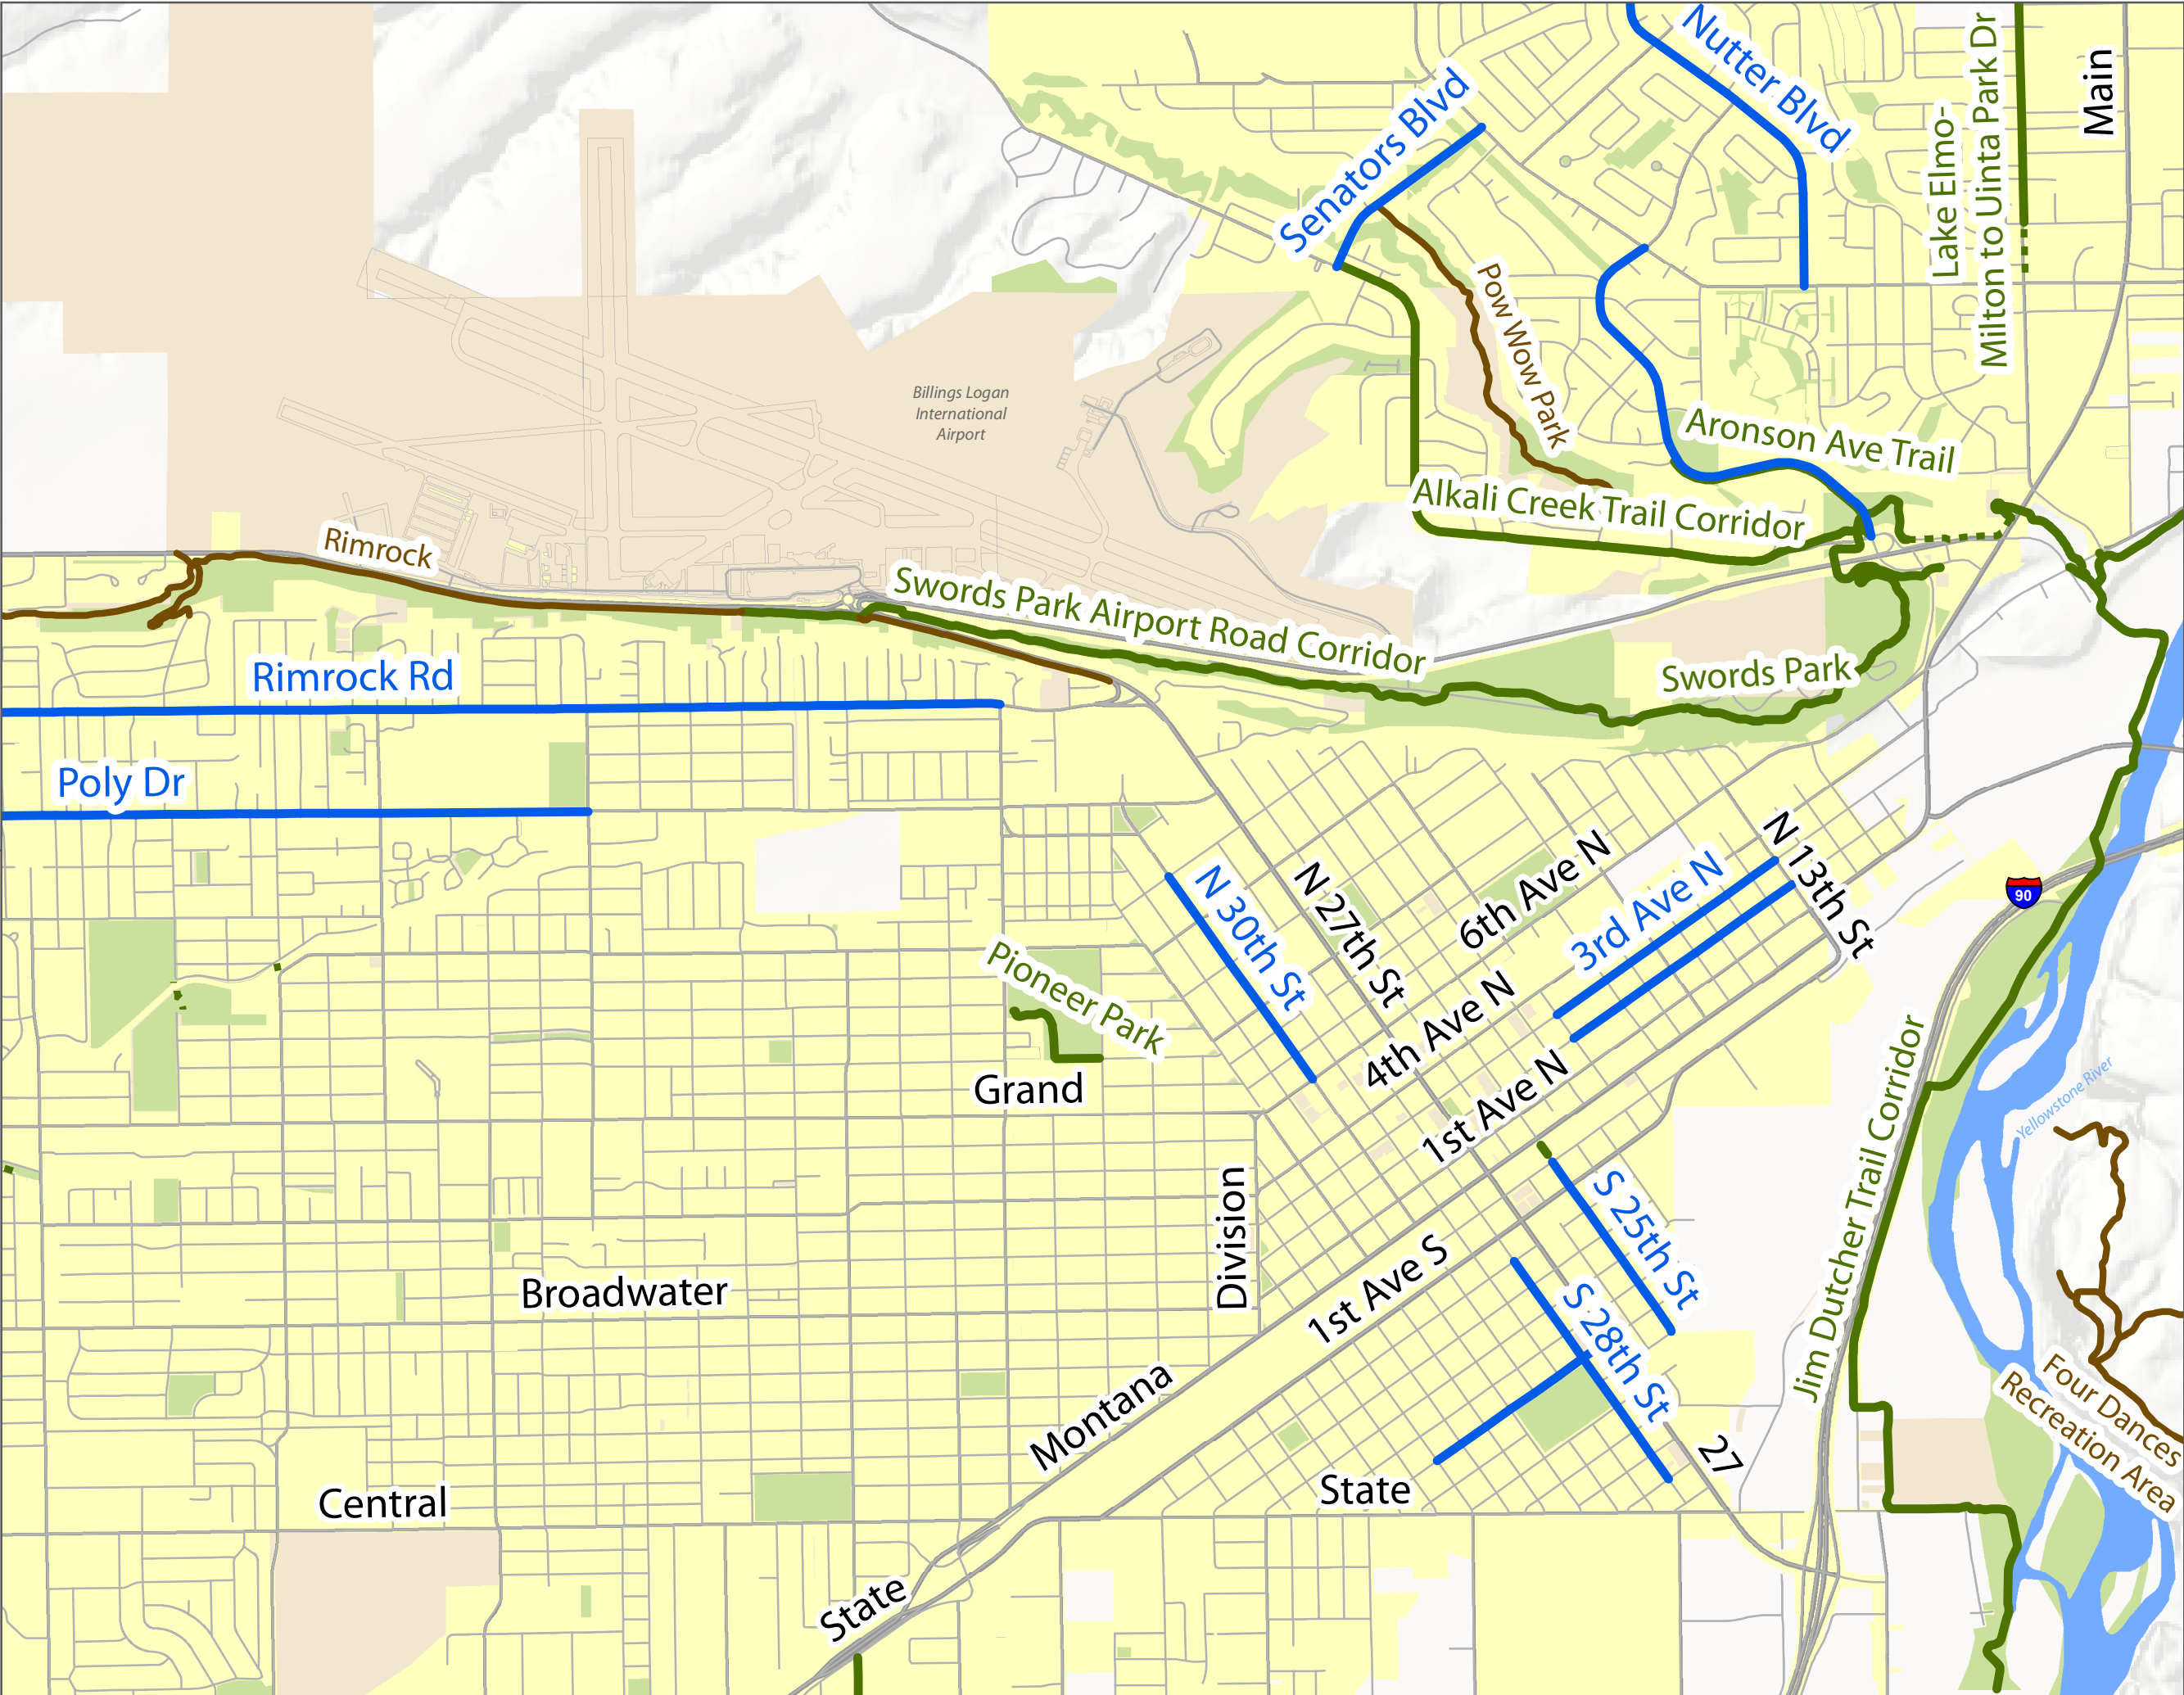 Nutter Blvd
Senators Blvd
Lake Elmo-
Milton to Uinta Park Dr
Main
Pow Wow Park
Billings Logan
International
Airport
Aronson Ave Trail
Alkali Creek Trail Corridor
Rimrock
Swords Park Airport Road Corridor
Swords Park
Rimrock Rd
Poly Dr
N 13th St
N 30th St
N 27th St
6th Ave N
3rd Ave N
90
Pioneer Park
4th Ave N
Grand
1st Ave N
Jim Dutcher Trail Corridor
Yellowstone River
Division
S 25th St
Broadwater
1st Ave S
S 28th St
Four Dances
Recreation Area
Montana
27
State
Central
State